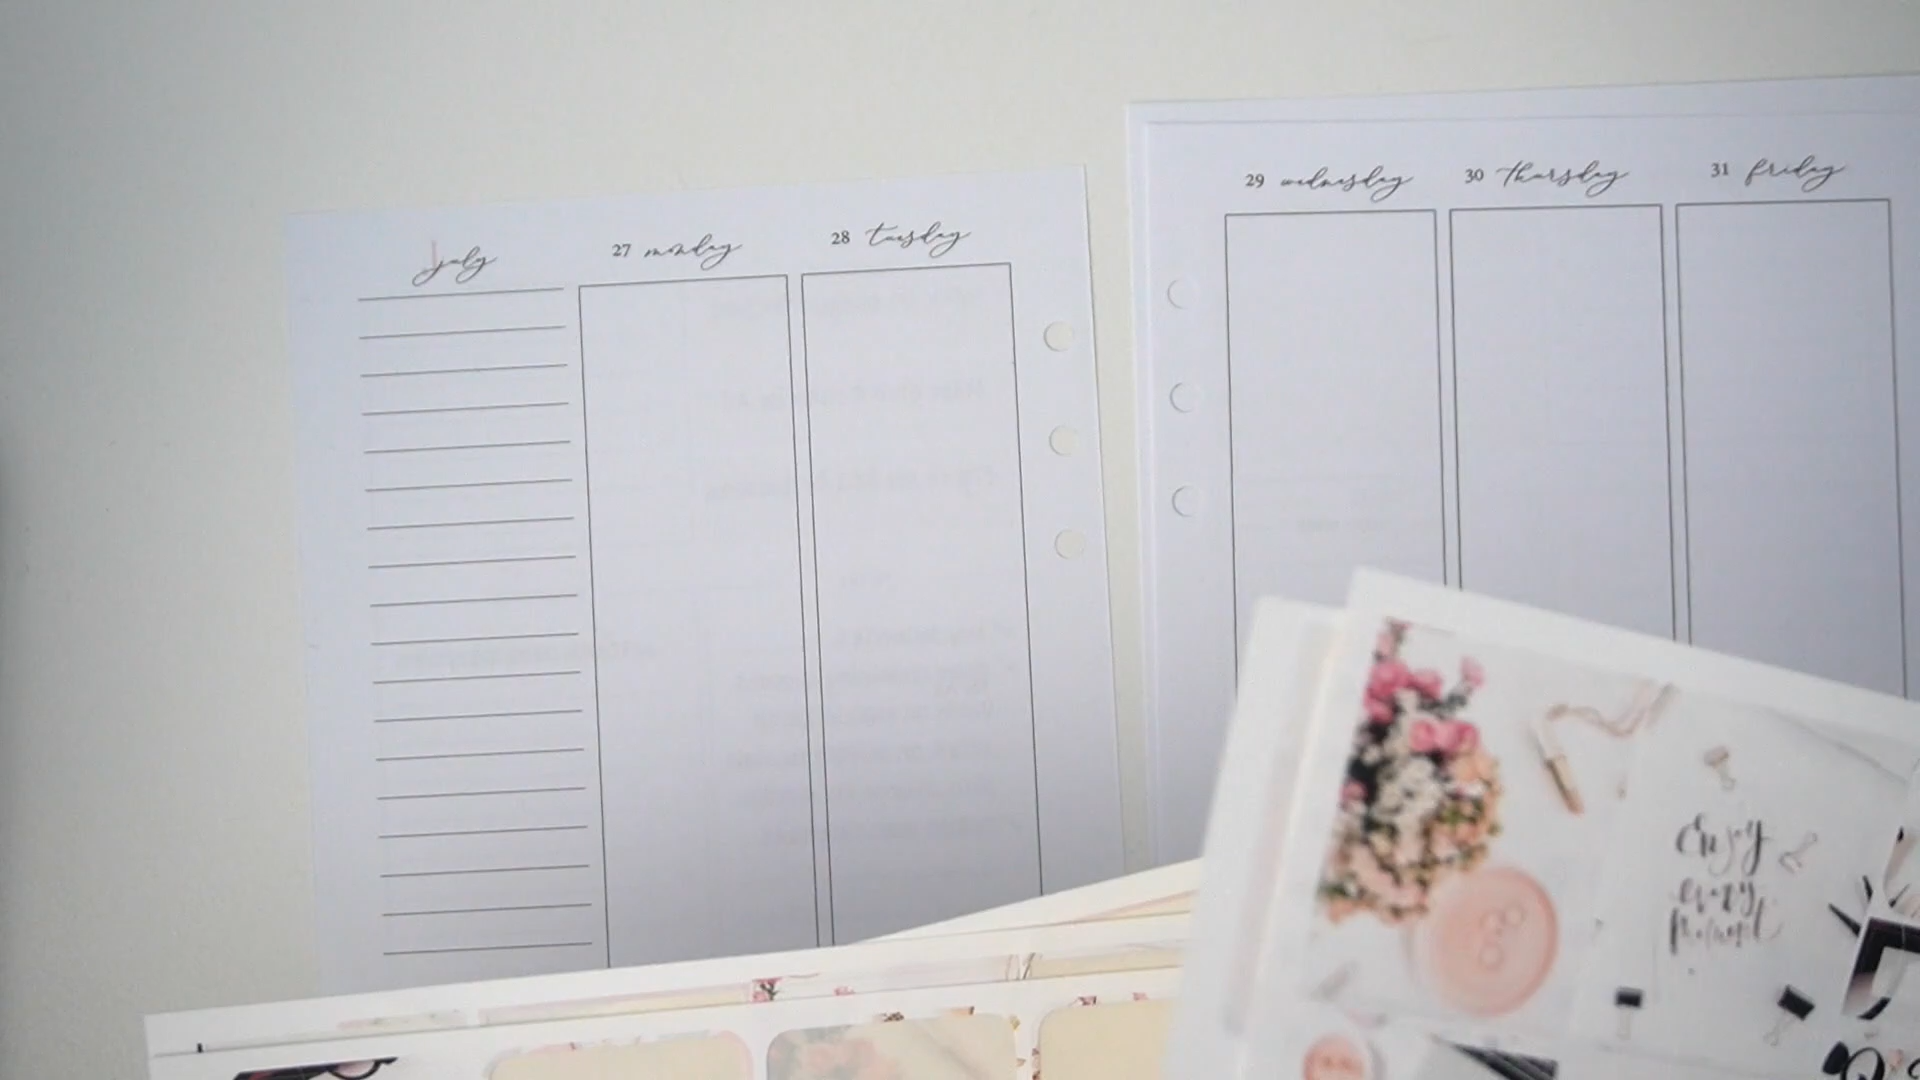 july
27 monday
28 tuesday
29 wednesday
30 thursday
31 friday
Enjoy
every
moment